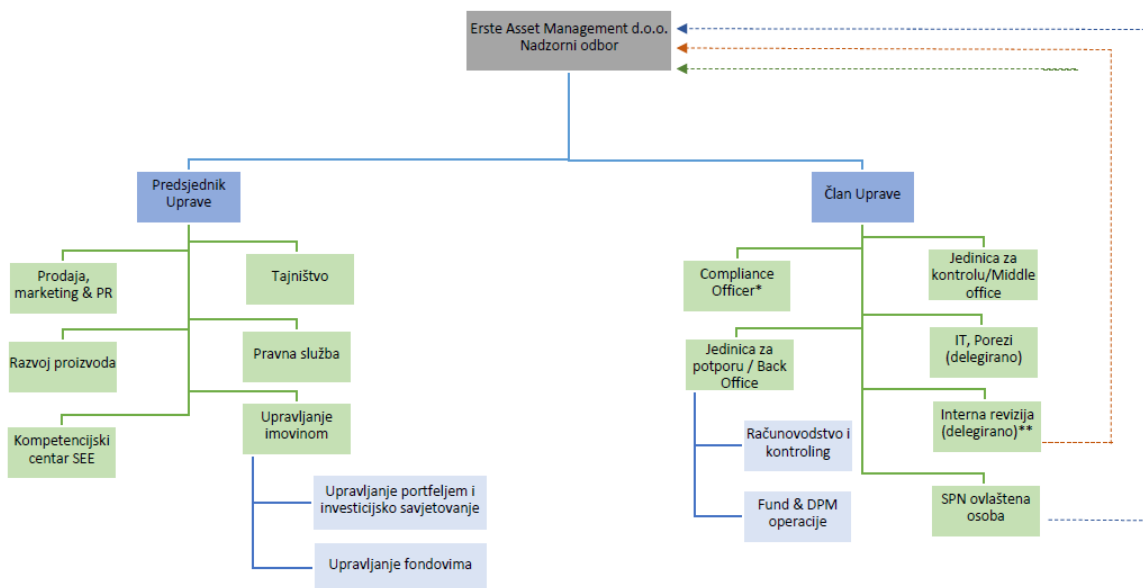 Erste Asset Management d.o.o.
Nadzorni odbor
Predsjednik
Uprave
Član Uprave
Prodaja,
marketing & PR
Tajništvo
Razvoj proizvoda
Pravna služba
Kompetencijski
centar SEE
Upravljanje
imovinom
Upravljanje portfeljem i
investicijsko savjetovanje
Upravljanje fondovima
Compliance
Officer*
Jedinica za
kontrolu/Middle
office
Jedinica za
potporu / Back
Office
IT, Porezi
(delegirano)
Računovodstvo i
kontroling
Interna revizija
(delegirano)**
Fund & DPM
operacije
SPN ovlaštena
osoba